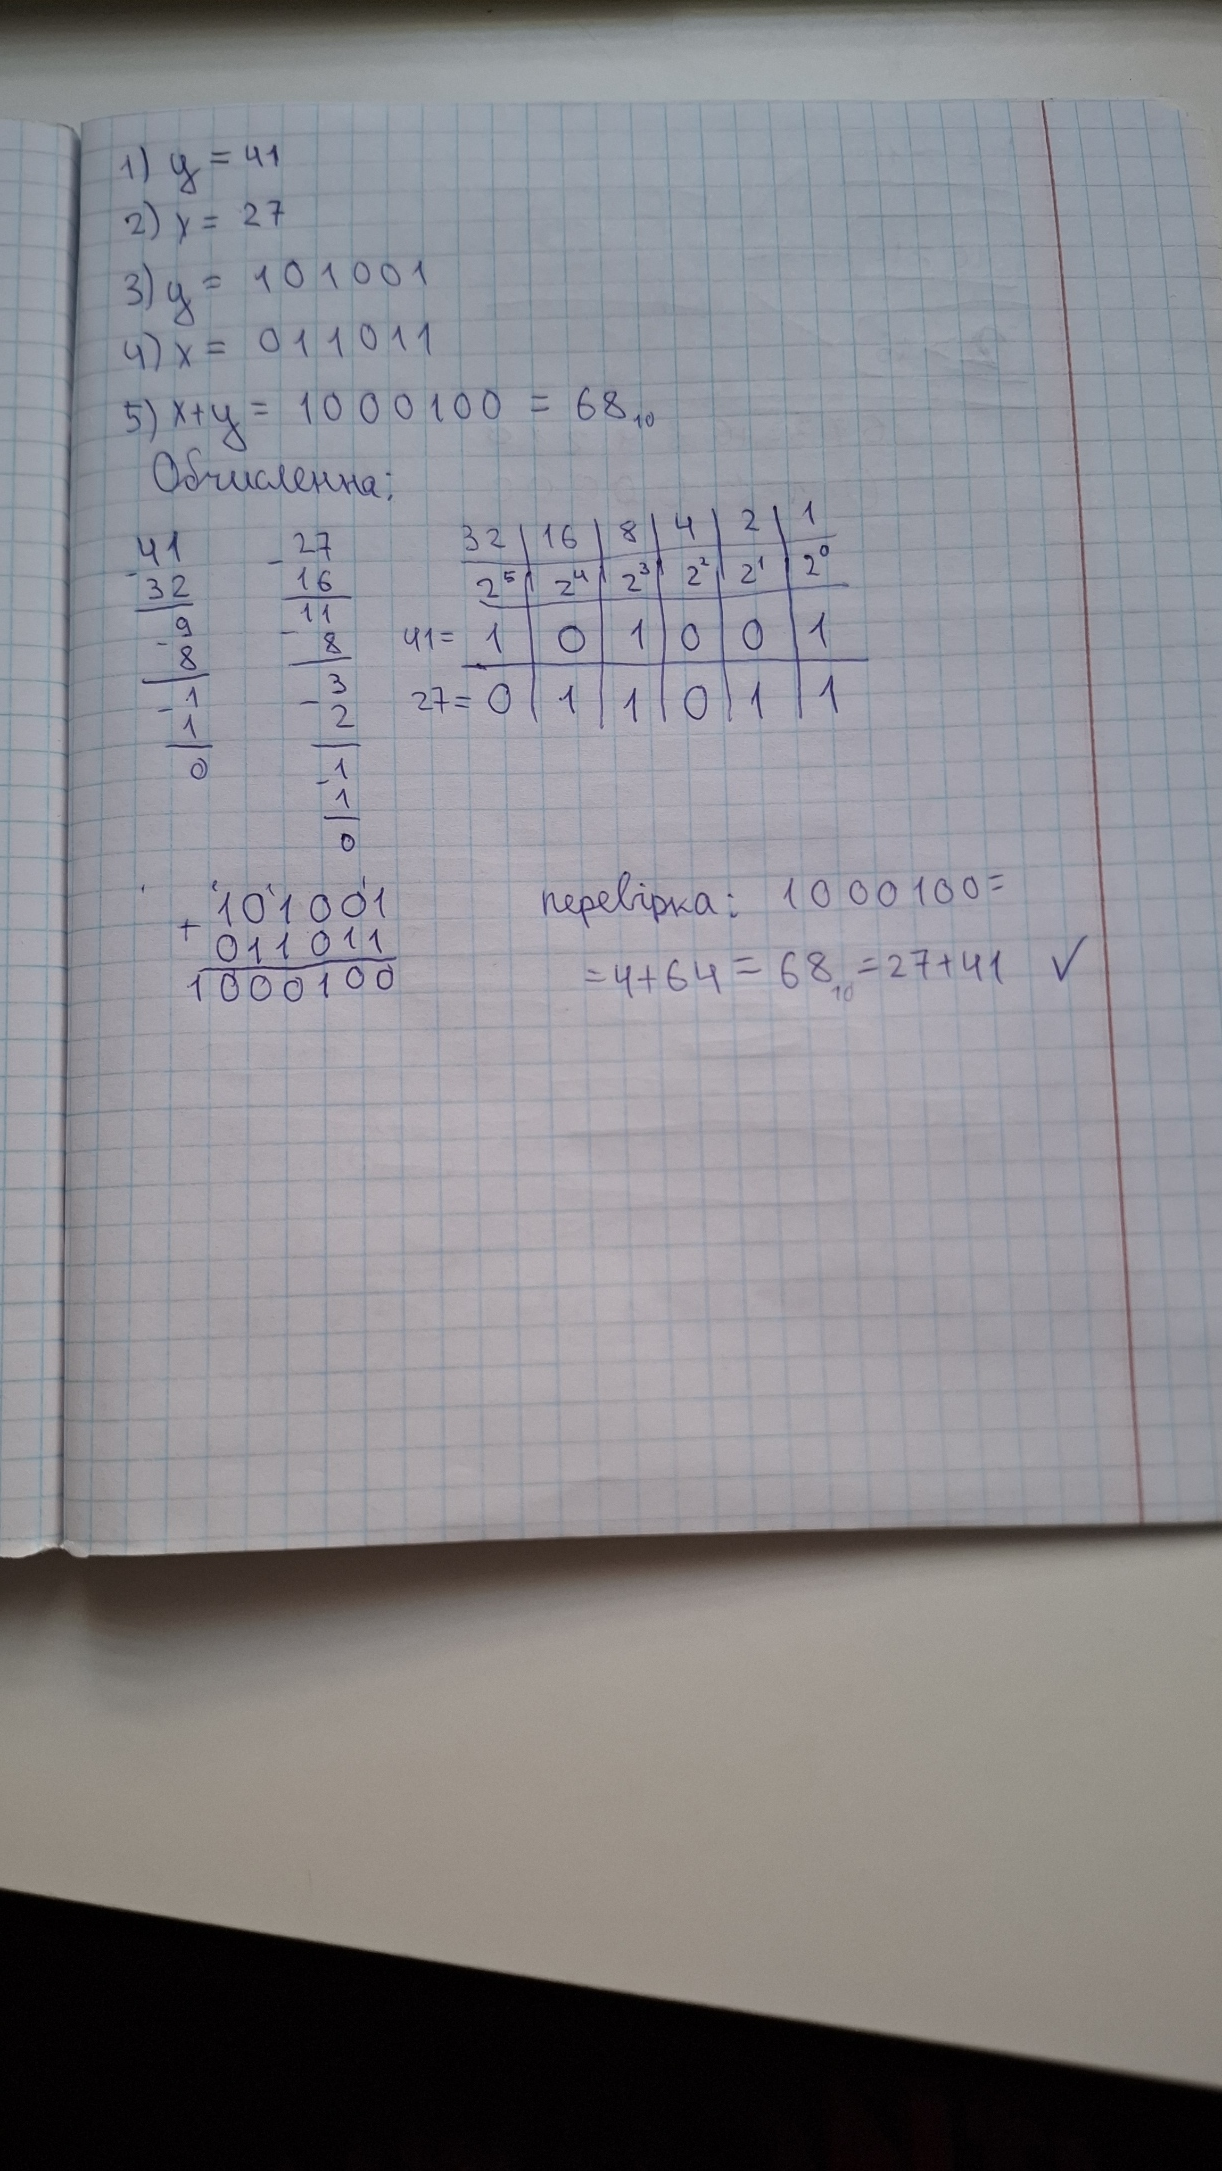 1) y = 41
2) x = 27
3) y = 101001
4) x = 011011
5) x+y = 1000100 = 68₁₀
Обчисленна:
41
- 32
9
- 8
1
- 1
0
27
- 16
11
- 8
3
- 2
1
- 1
0
32 | 16 | 8 | 4 | 2 | 1
2⁵ | 2⁴ | 2³ | 2² | 2¹ | 2⁰
41 = 1 | 0 | 1 | 0 | 0 | 1
27 = 0 | 1 | 1 | 0 | 1 | 1
101001
+ 011011
1000100
перевірка: 1000100 =
= 4+64 = 68₁₀ = 27+41 ✓